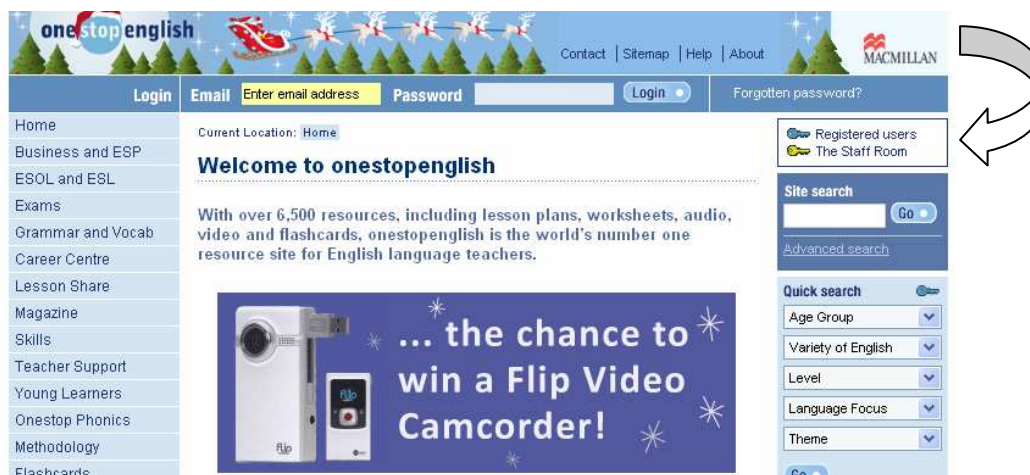 onestopenglish
Contact | Sitemap | Help | About
MACMILLAN
Login Email Enter email address Password Login Forgotten password?
Home
Business and ESP
ESOL and ESL
Exams
Grammar and Vocab
Career Centre
Lesson Share
Magazine
Skills
Teacher Support
Young Learners
Onestop Phonics
Methodology
Flashcards
Current Location: Home
Welcome to onestopenglish
With over 6,500 resources, including lesson plans, worksheets, audio,
video and flashcards, onestopenglish is the world's number one
resource site for English language teachers.
... the chance to
win a Flip Video
Camcorder!
flip
flip
Registered users
The Staff Room
Site search
Go
Advanced search
Quick search
Age Group
Variety of English
Level
Language Focus
Theme
Go